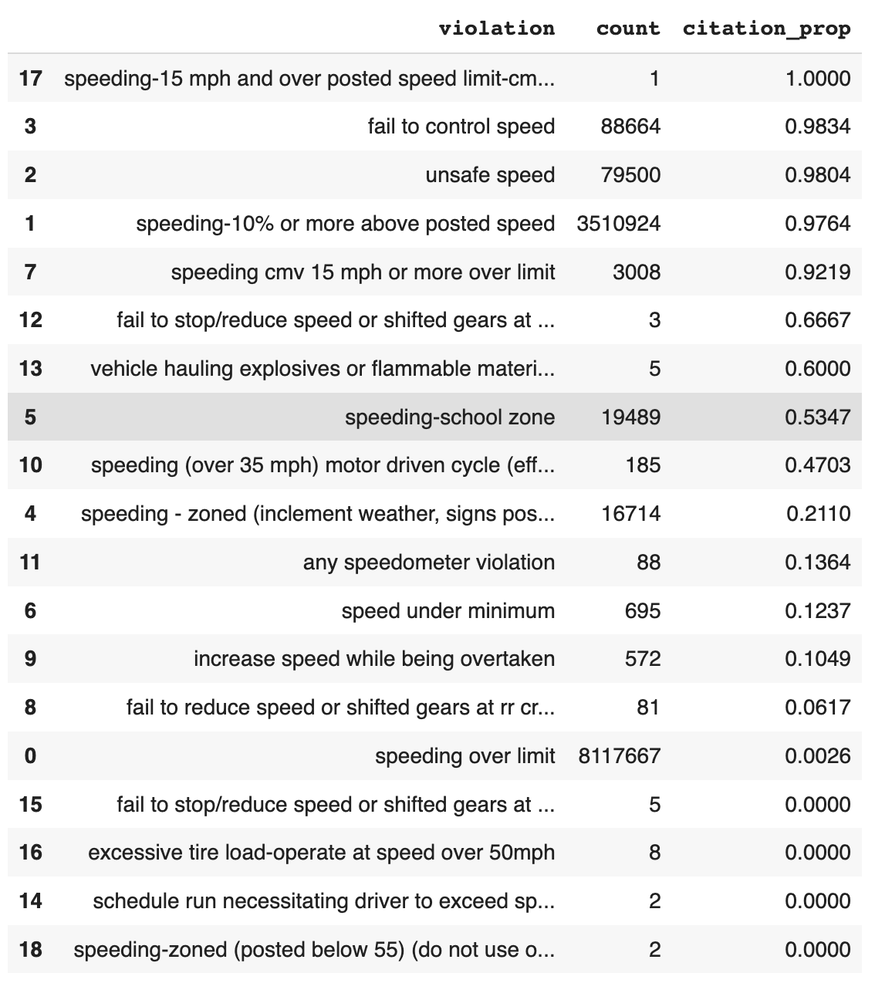 violation count citation_prop
17 speeding-15 mph and over posted speed limit-cm... 1 1.0000
3 fail to control speed 88664 0.9834
2 unsafe speed 79500 0.9804
1 speeding-10% or more above posted speed 3510924 0.9764
7 speeding cmv 15 mph or more over limit 3008 0.9219
12 fail to stop/reduce speed or shifted gears at ... 3 0.6667
13 vehicle hauling explosives or flammable materi... 5 0.6000
5 speeding-school zone 19489 0.5347
10 speeding (over 35 mph) motor driven cycle (eff... 185 0.4703
4 speeding - zoned (inclement weather, signs pos... 16714 0.2110
11 any speedometer violation 88 0.1364
6 speed under minimum 695 0.1237
9 increase speed while being overtaken 572 0.1049
8 fail to reduce speed or shifted gears at rr cr... 81 0.0617
0 speeding over limit 8117667 0.0026
15 fail to stop/reduce speed or shifted gears at ... 5 0.0000
16 excessive tire load-operate at speed over 50mph 8 0.0000
14 schedule run necessitating driver to exceed sp... 2 0.0000
18 speeding-zoned (posted below 55) (do not use o... 2 0.0000